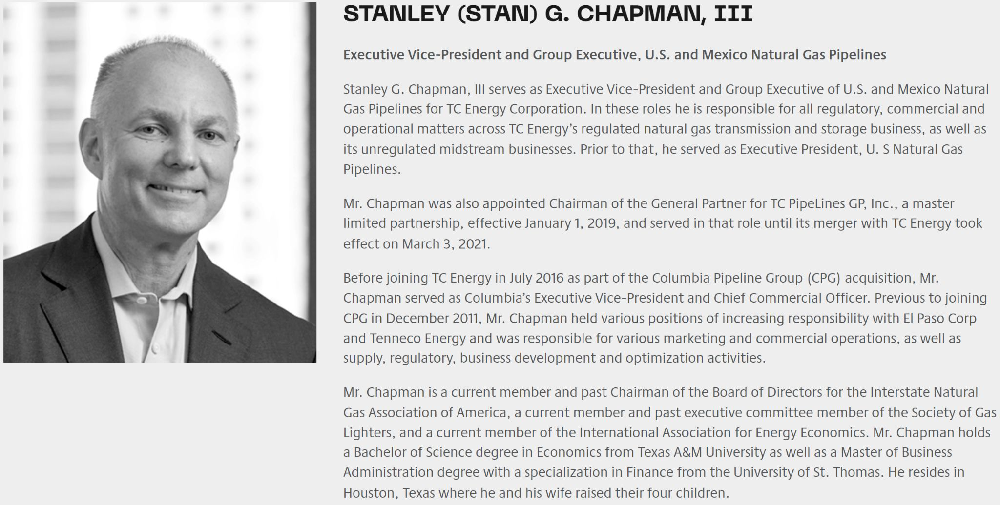 STANLEY (STAN) G. CHAPMAN, III
Executive Vice-President and Group Executive, U.S. and Mexico Natural Gas Pipelines
Stanley G. Chapman, III serves as Executive Vice-President and Group Executive of U.S. and Mexico Natural
Gas Pipelines for TC Energy Corporation. In these roles he is responsible for all regulatory, commercial and
operational matters across TC Energy’s regulated natural gas transmission and storage business, as well as
its unregulated midstream businesses. Prior to that, he served as Executive President, U. S Natural Gas
Pipelines.
Mr. Chapman was also appointed Chairman of the General Partner for TC PipeLines GP, Inc., a master
limited partnership, effective January 1, 2019, and served in that role until its merger with TC Energy took
effect on March 3, 2021.
Before joining TC Energy in July 2016 as part of the Columbia Pipeline Group (CPG) acquisition, Mr.
Chapman served as Columbia’s Executive Vice-President and Chief Commercial Officer. Previous to joining
CPG in December 2011, Mr. Chapman held various positions of increasing responsibility with El Paso Corp
and Tenneco Energy and was responsible for various marketing and commercial operations, as well as
supply, regulatory, business development and optimization activities.
Mr. Chapman is a current member and past Chairman of the Board of Directors for the Interstate Natural
Gas Association of America, a current member and past executive committee member of the Society of Gas
Lighters, and a current member of the International Association for Energy Economics. Mr. Chapman holds
a Bachelor of Science degree in Economics from Texas A&M University as well as a Master of Business
Administration degree with a specialization in Finance from the University of St. Thomas. He resides in
Houston, Texas where he and his wife raised their four children.